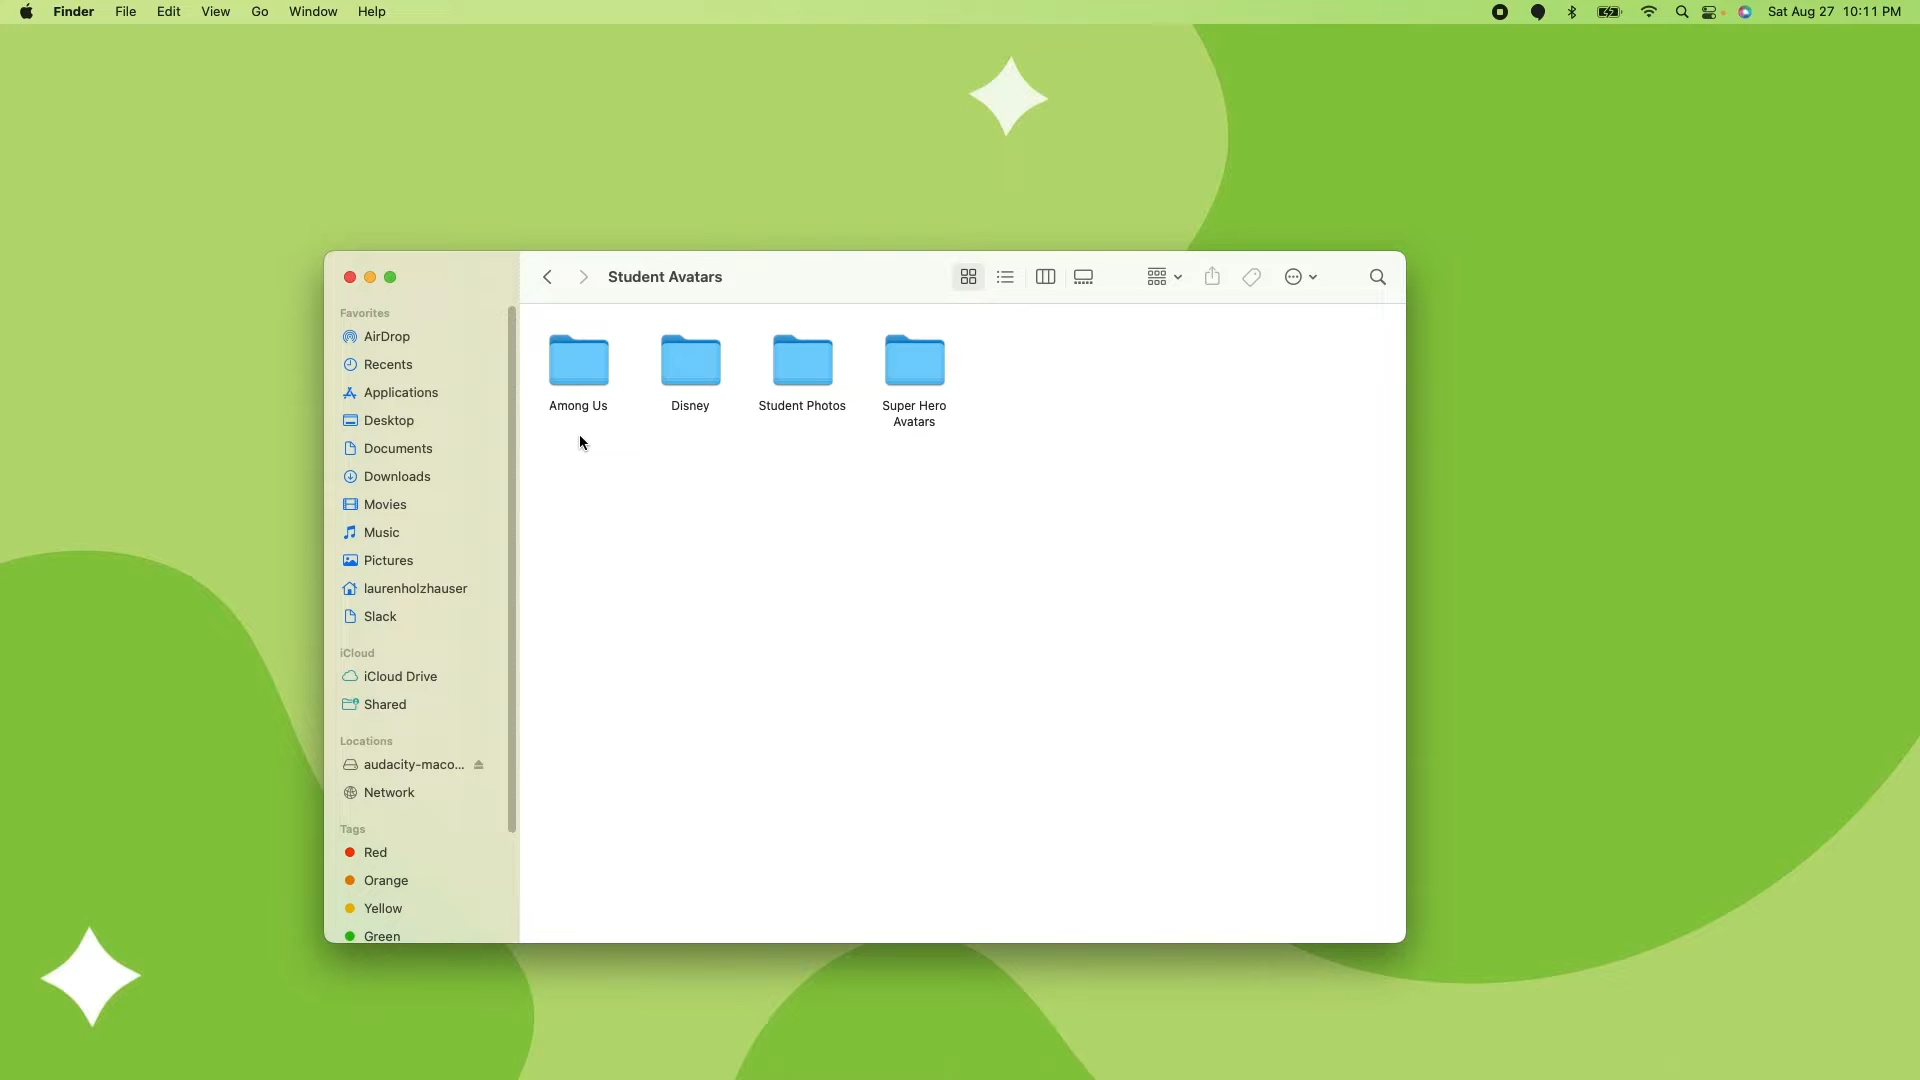 Finder File Edit View Go Window Help Sat Aug 27 10:11 PM
Student Avatars
Favorites
AirDrop
Recents
Applications
Desktop
Documents
Downloads
Movies
Music
Pictures
laurenholzhauser
Slack
iCloud
iCloud Drive
Shared
Locations
audacity-maco...
Network
Tags
Red
Orange
Yellow
Green
Among Us
Disney
Student Photos
Super Hero
Avatars